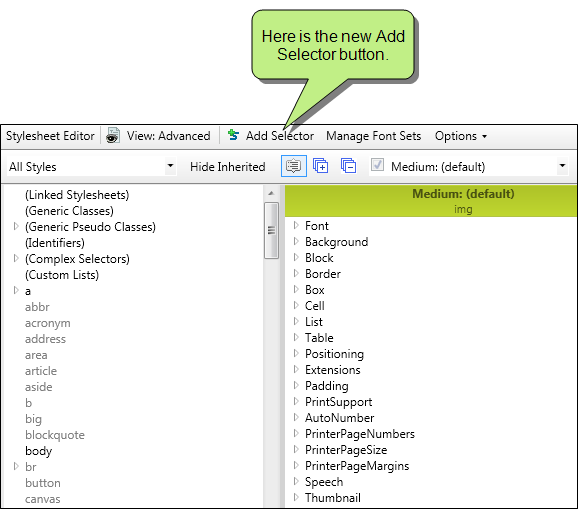 Here is the new Add
Selector button.
Stylesheet Editor View: Advanced Add Selector Manage Font Sets Options
All Styles Hide Inherited Medium: (default)
(Linked Stylesheets)
(Generic Classes)
(Generic Pseudo Classes)
(Identifiers)
(Complex Selectors)
(Custom Lists)
a
abbr
acronym
address
area
article
aside
b
big
blockquote
body
br
button
canvas
Medium: (default)
img
Font
Background
Block
Border
Box
Cell
List
Table
Positioning
Extensions
Padding
PrintSupport
AutoNumber
PrinterPageNumbers
PrinterPageSize
PrinterPageMargins
Speech
Thumbnail